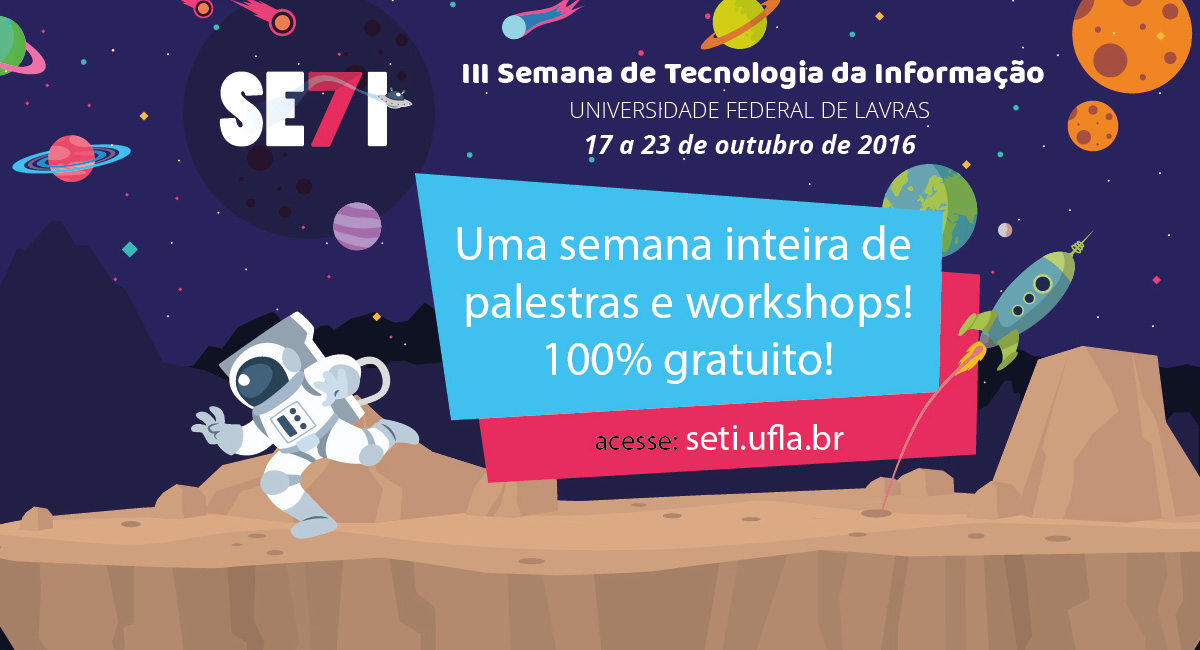 SE7I
III Semana de Tecnologia da Informação
UNIVERSIDADE FEDERAL DE LAVRAS
17 a 23 de outubro de 2016
Uma semana inteira de
palestras e workshops!
100% gratuito!
acesse: seti.ufla.br